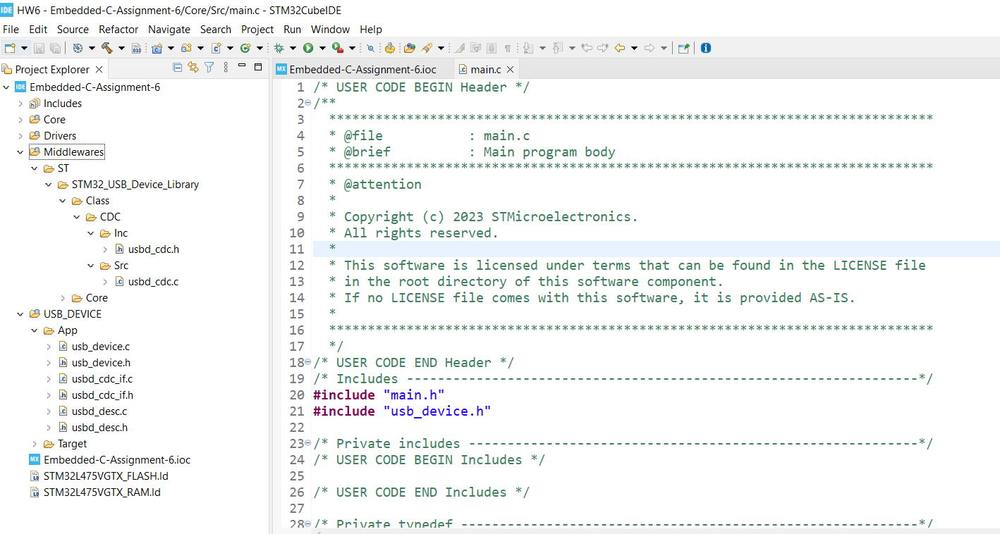 IDE HW6 - Embedded-C-Assignment-6/Core/Src/main.c - STM32CubeIDE
File Edit Source Refactor Navigate Search Project Run Window Help
Project Explorer
IDE Embedded-C-Assignment-6
Includes
Core
Drivers
Middlewares
ST
STM32_USB_Device_Library
Class
CDC
Inc
usbd_cdc.h
Src
usbd_cdc.c
Core
USB_DEVICE
App
usb_device.c
usb_device.h
usbd_cdc_if.c
usbd_cdc_if.h
usbd_desc.c
usbd_desc.h
Target
MX Embedded-C-Assignment-6.ioc
STM32L475VGTX_FLASH.ld
STM32L475VGTX_RAM.ld
MX Embedded-C-Assignment-6.ioc main.c
1 /* USER CODE BEGIN Header */
2 /**
3 ******************************************************************************
4 * @file : main.c
5 * @brief : Main program body
6 ******************************************************************************
7 * @attention
8 *
9 * Copyright (c) 2023 STMicroelectronics.
10 * All rights reserved.
11 *
12 * This software is licensed under terms that can be found in the LICENSE file
13 * in the root directory of this software component.
14 * If no LICENSE file comes with this software, it is provided AS-IS.
15 *
16 ******************************************************************************
17 */
18 /* USER CODE END Header */
19 /* Includes ------------------------------------------------------------------*/
20 #include "main.h"
21 #include "usb_device.h"
22
23 /* Private includes ----------------------------------------------------------*/
24 /* USER CODE BEGIN Includes */
25
26 /* USER CODE END Includes */
27
28 /* Private typedef -----------------------------------------------------------*/